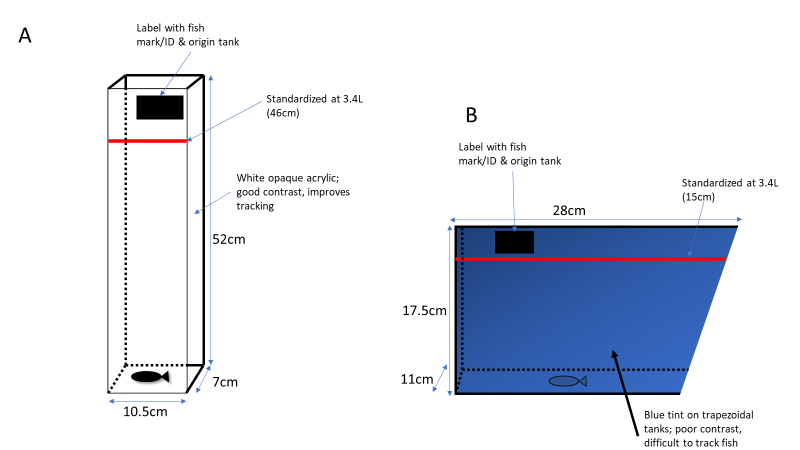 A
Label with fish
mark/ID & origin tank
Standardized at 3.4L
(46cm)
White opaque acrylic;
good contrast, improves
tracking
52cm
7cm
10.5cm
B
Label with fish
mark/ID & origin tank
Standardized at 3.4L
(15cm)
28cm
17.5cm
11cm
Blue tint on trapezoidal
tanks; poor contrast,
difficult to track fish